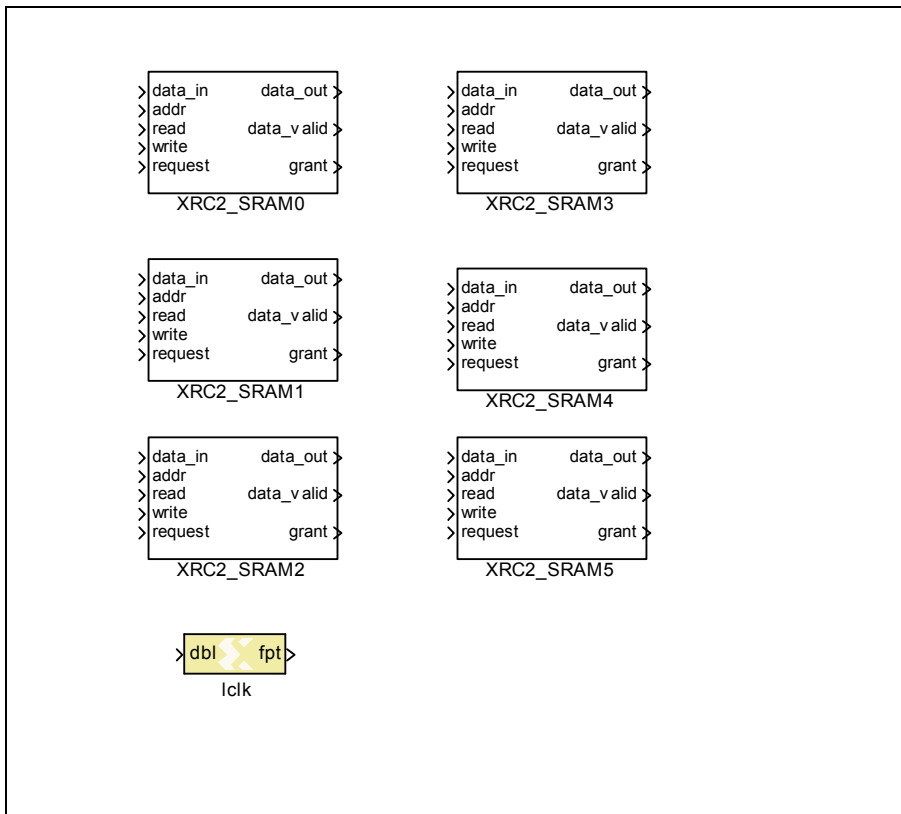 data_in data_out
addr
read data_valid
write
request grant
XRC2_SRAM0
data_in data_out
addr
read data_valid
write
request grant
XRC2_SRAM3
data_in data_out
addr
read data_valid
write
request grant
XRC2_SRAM1
data_in data_out
addr
read data_valid
write
request grant
XRC2_SRAM4
data_in data_out
addr
read data_valid
write
request grant
XRC2_SRAM2
data_in data_out
addr
read data_valid
write
request grant
XRC2_SRAM5
dbl fpt
lclk